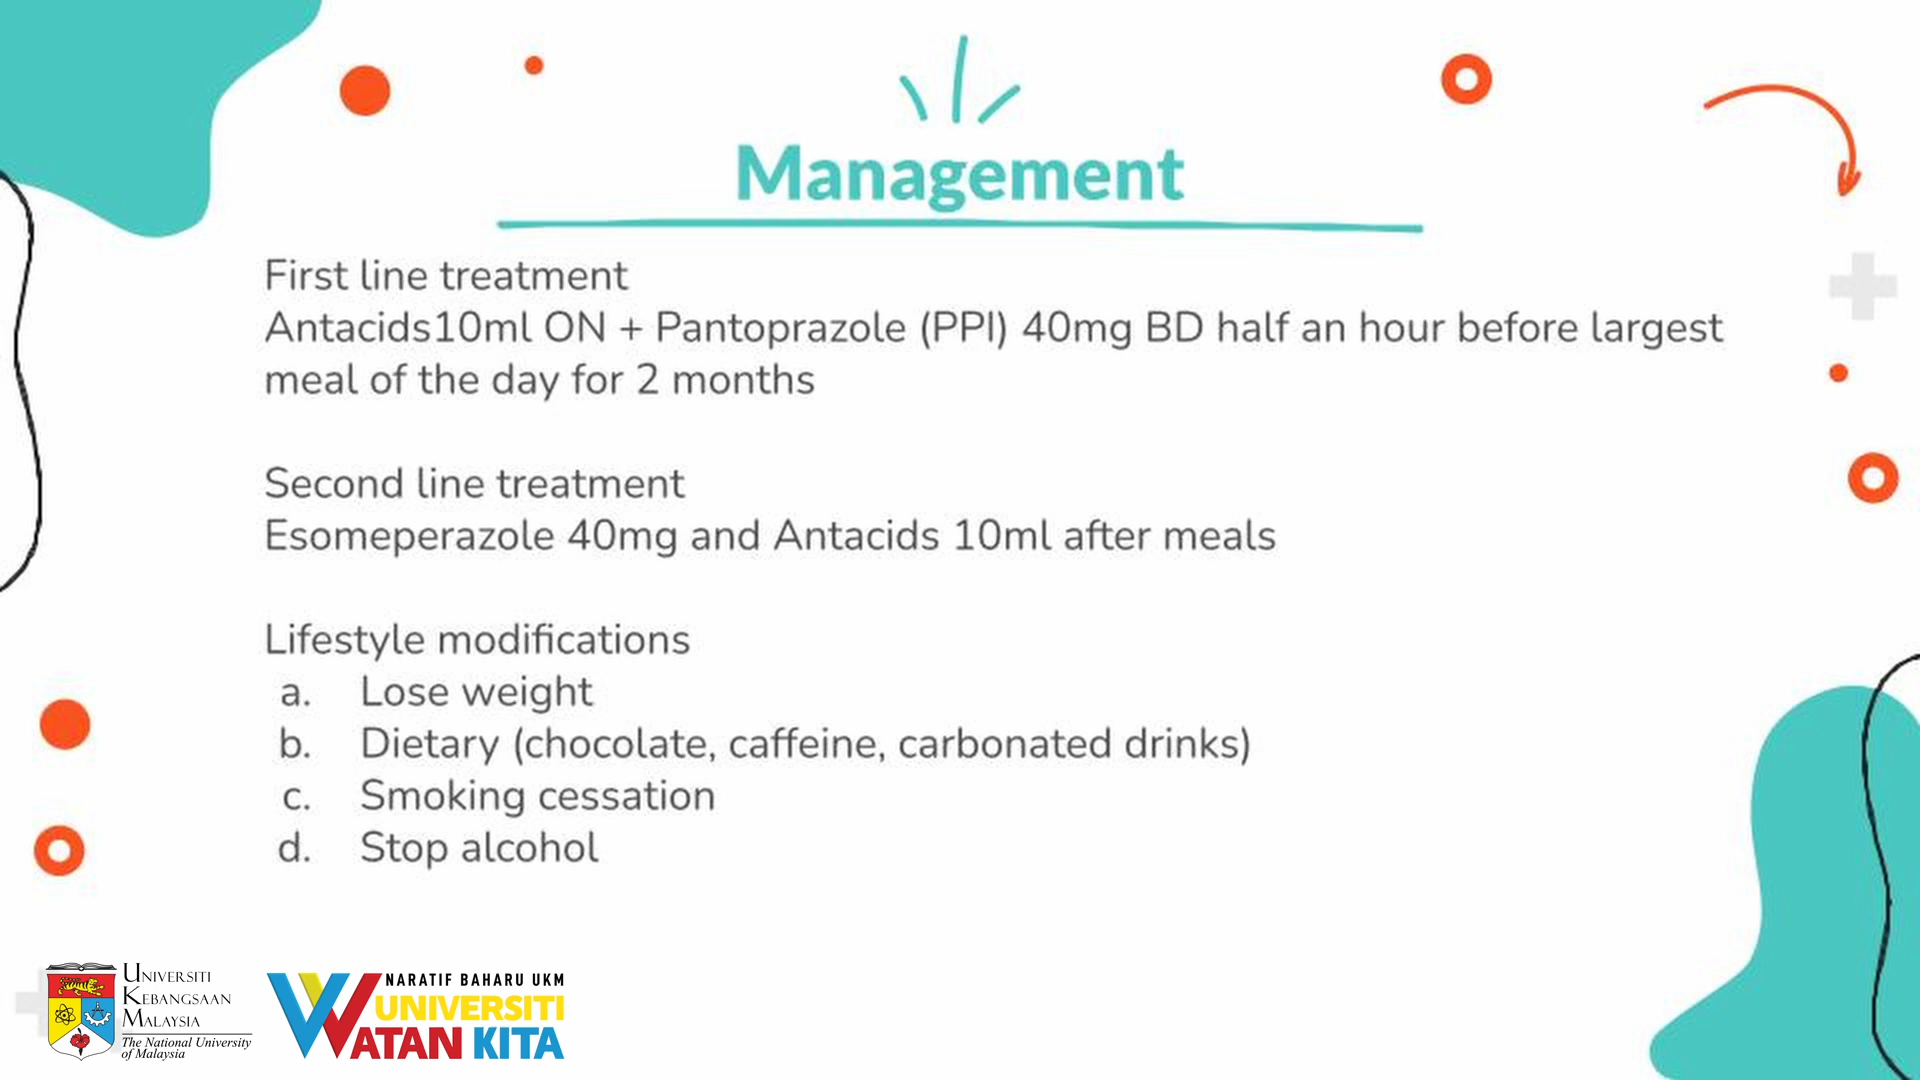 Management
First line treatment
Antacids10ml ON + Pantoprazole (PPI) 40mg BD half an hour before largest
meal of the day for 2 months
Second line treatment
Esomeperazole 40mg and Antacids 10ml after meals
Lifestyle modifications
a. Lose weight
b. Dietary (chocolate, caffeine, carbonated drinks)
c. Smoking cessation
d. Stop alcohol
UNIVERSITI
KEBANGSAAN
MALAYSIA
The National University
of Malaysia
NARATIF BAHARU UKM
UNIVERSITI
WATAN KITA